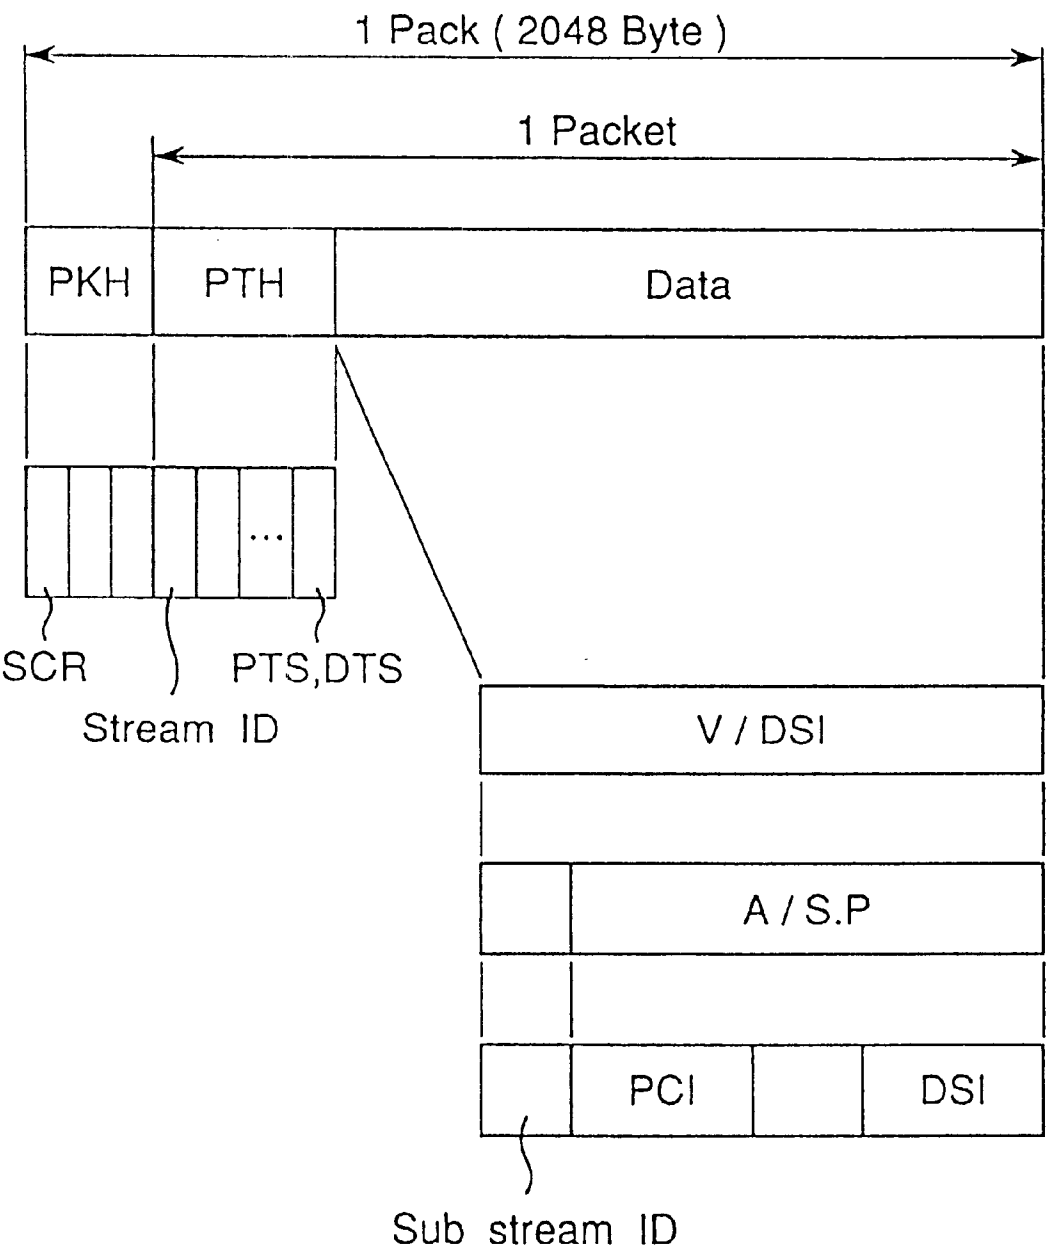 1 Pack ( 2048 Byte )
1 Packet
PKH
PTH
Data
...
SCR
PTS,DTS
Stream ID
V / DSI
A / S.P
PCI
DSI
Sub stream ID